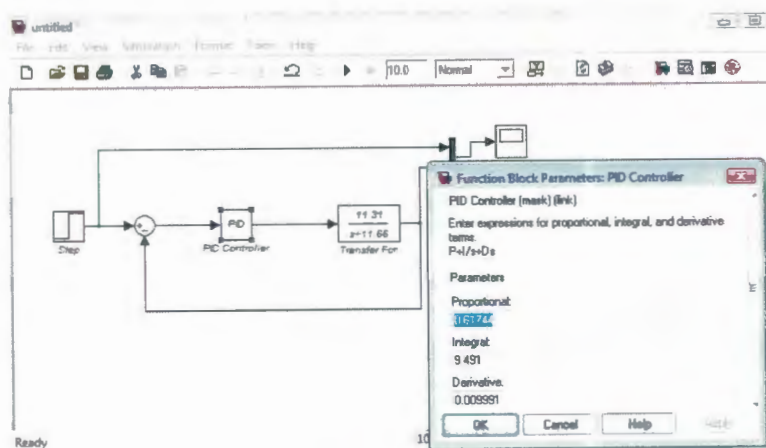 untitled
File Edit View Simulation Format Tools Help
10.0 Normal
Function Block Parameters: PID Controller
PID Controller (mask) (link)
Enter expressions for proportional, integral, and derivative
terms.
P+I/s+Ds
Parameters
Proportional:
Integral:
9.491
Derivative:
0.009991
OK Cancel Help Apply
Step
PID
PID Controller
11.31
s+11.66
Transfer Fcn
Ready